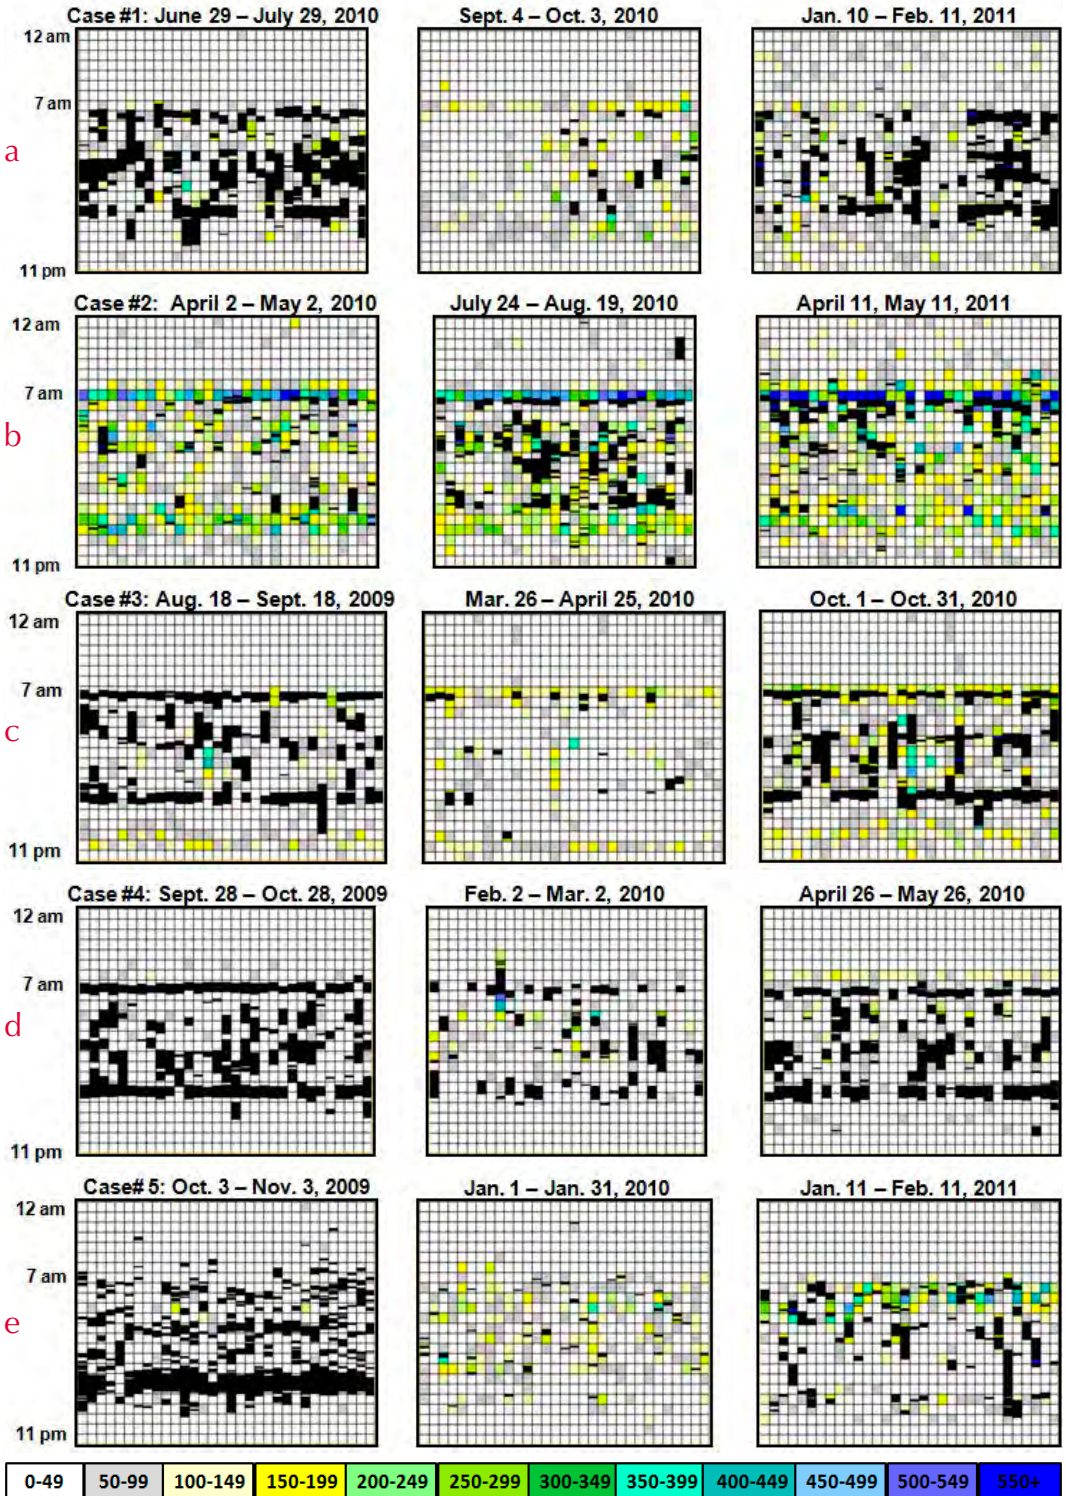 Case #1: June 29 – July 29, 2010
Sept. 4 – Oct. 3, 2010
Jan. 10 – Feb. 11, 2011
12 am
7 am
a
11 pm
Case #2: April 2 – May 2, 2010
July 24 – Aug. 19, 2010
April 11, May 11, 2011
12 am
7 am
b
11 pm
Case #3: Aug. 18 – Sept. 18, 2009
Mar. 26 – April 25, 2010
Oct. 1 – Oct. 31, 2010
12 am
7 am
c
11 pm
Case #4: Sept. 28 – Oct. 28, 2009
Feb. 2 – Mar. 2, 2010
April 26 – May 26, 2010
12 am
7 am
d
11 pm
Case# 5: Oct. 3 – Nov. 3, 2009
Jan. 1 – Jan. 31, 2010
Jan. 11 – Feb. 11, 2011
12 am
7 am
e
11 pm
0-49 50-99 100-149 150-199 200-249 250-299 300-349 350-399 400-449 450-499 500-549 550+